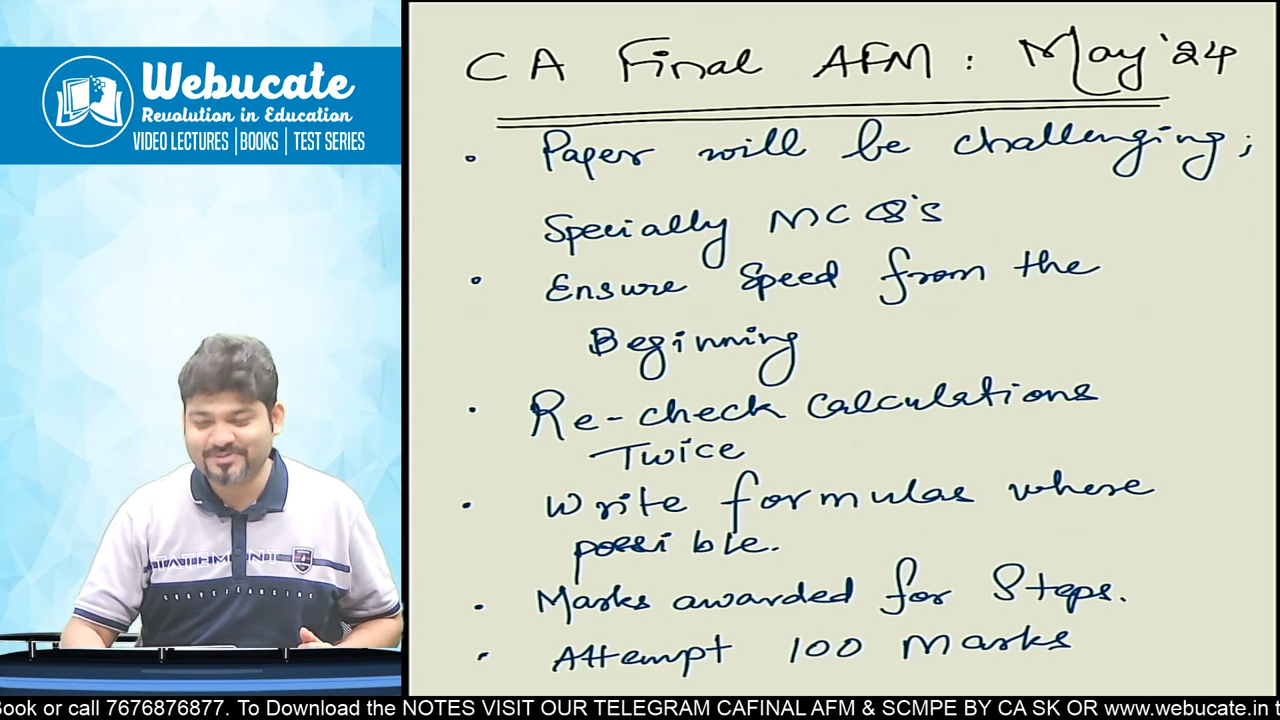 Webucate
Revolution in Education
VIDEO LECTURES | BOOKS | TEST SERIES
CA Final AFM : May '24
• Paper will be challenging;
Specially MCQ's
• Ensure Speed from the
Beginning
• Re-check Calculations
Twice
• Write formulas where
possible.
• Marks awarded for Steps.
• Attempt 100 Marks
TATEMENT
Book or call 7676876877. To Download the NOTES VISIT OUR TELEGRAM CAFINAL AFM & SCMPE BY CA SK OR www.webucate.in t